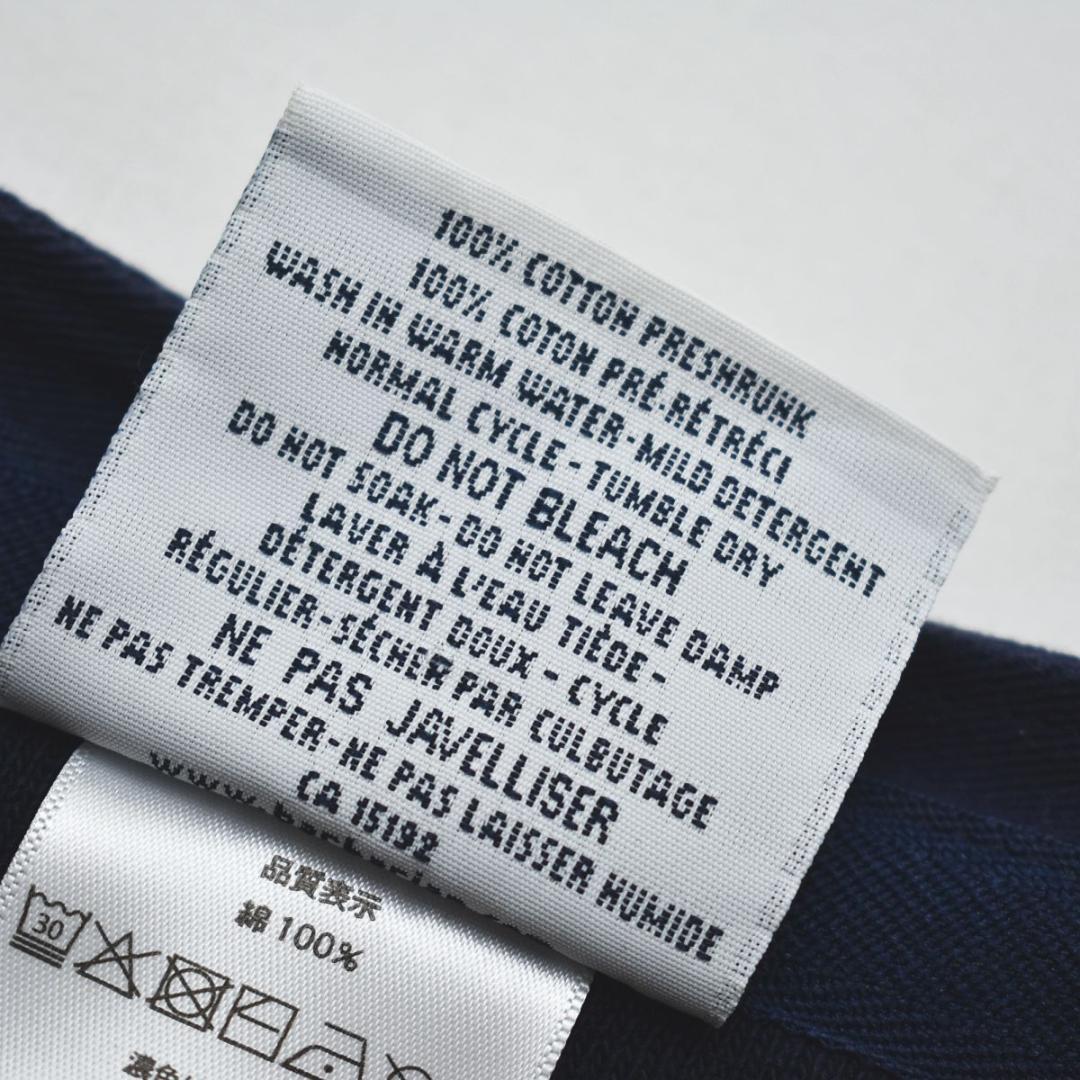 100% COTTON PRESHRUNK
100% COTON PRÉ-RÉTRÉCI
WASH IN WARM WATER-MILD DETERGENT
NORMAL CYCLE - TUMBLE DRY
DO NOT BLEACH
DO NOT SOAK - DO NOT LEAVE DAMP
LAVER À L'EAU TIÈDE -
DÉTERGENT DOUX - CYCLE
RÉGULIER-SÉCHER PAR CULBUTAGE
NE PAS JAVELLISER
NE PAS TREMPER-NE PAS LAISSER HUMIDE
CA 15192
品質表示
綿 100%
30